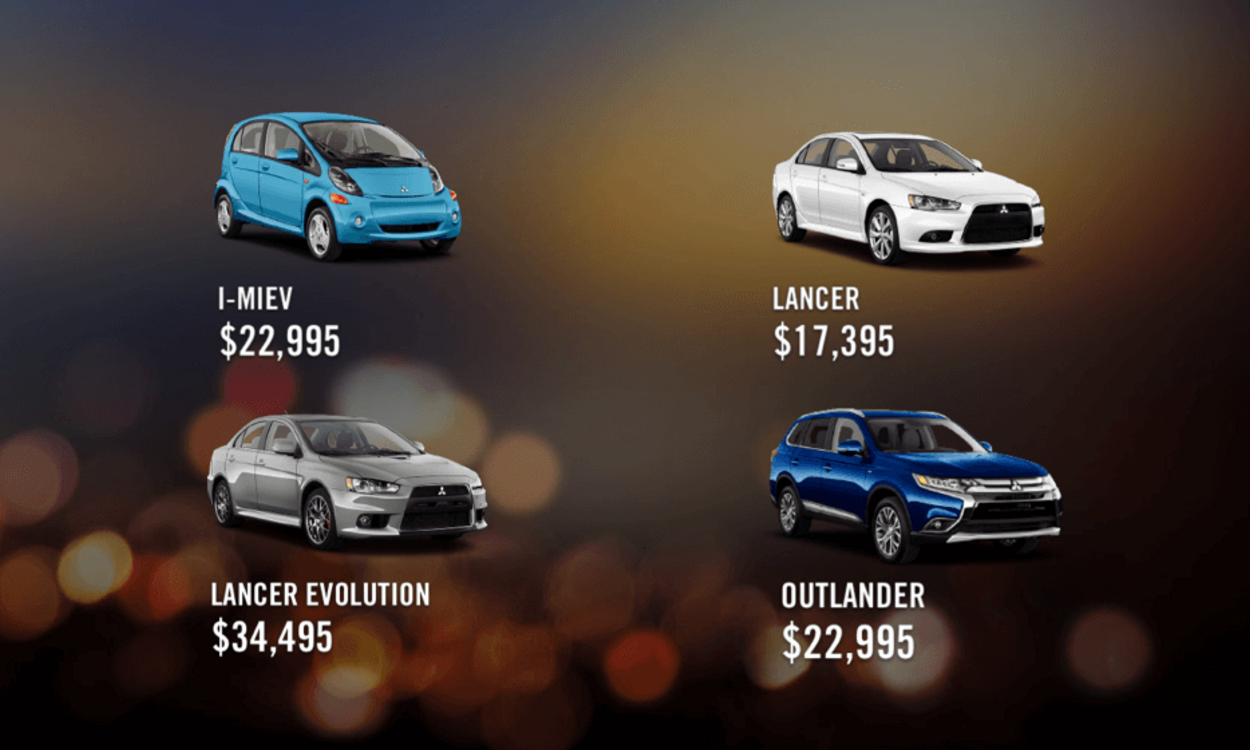 I-MIEV
$22,995
LANCER
$17,395
LANCER EVOLUTION
$34,495
OUTLANDER
$22,995